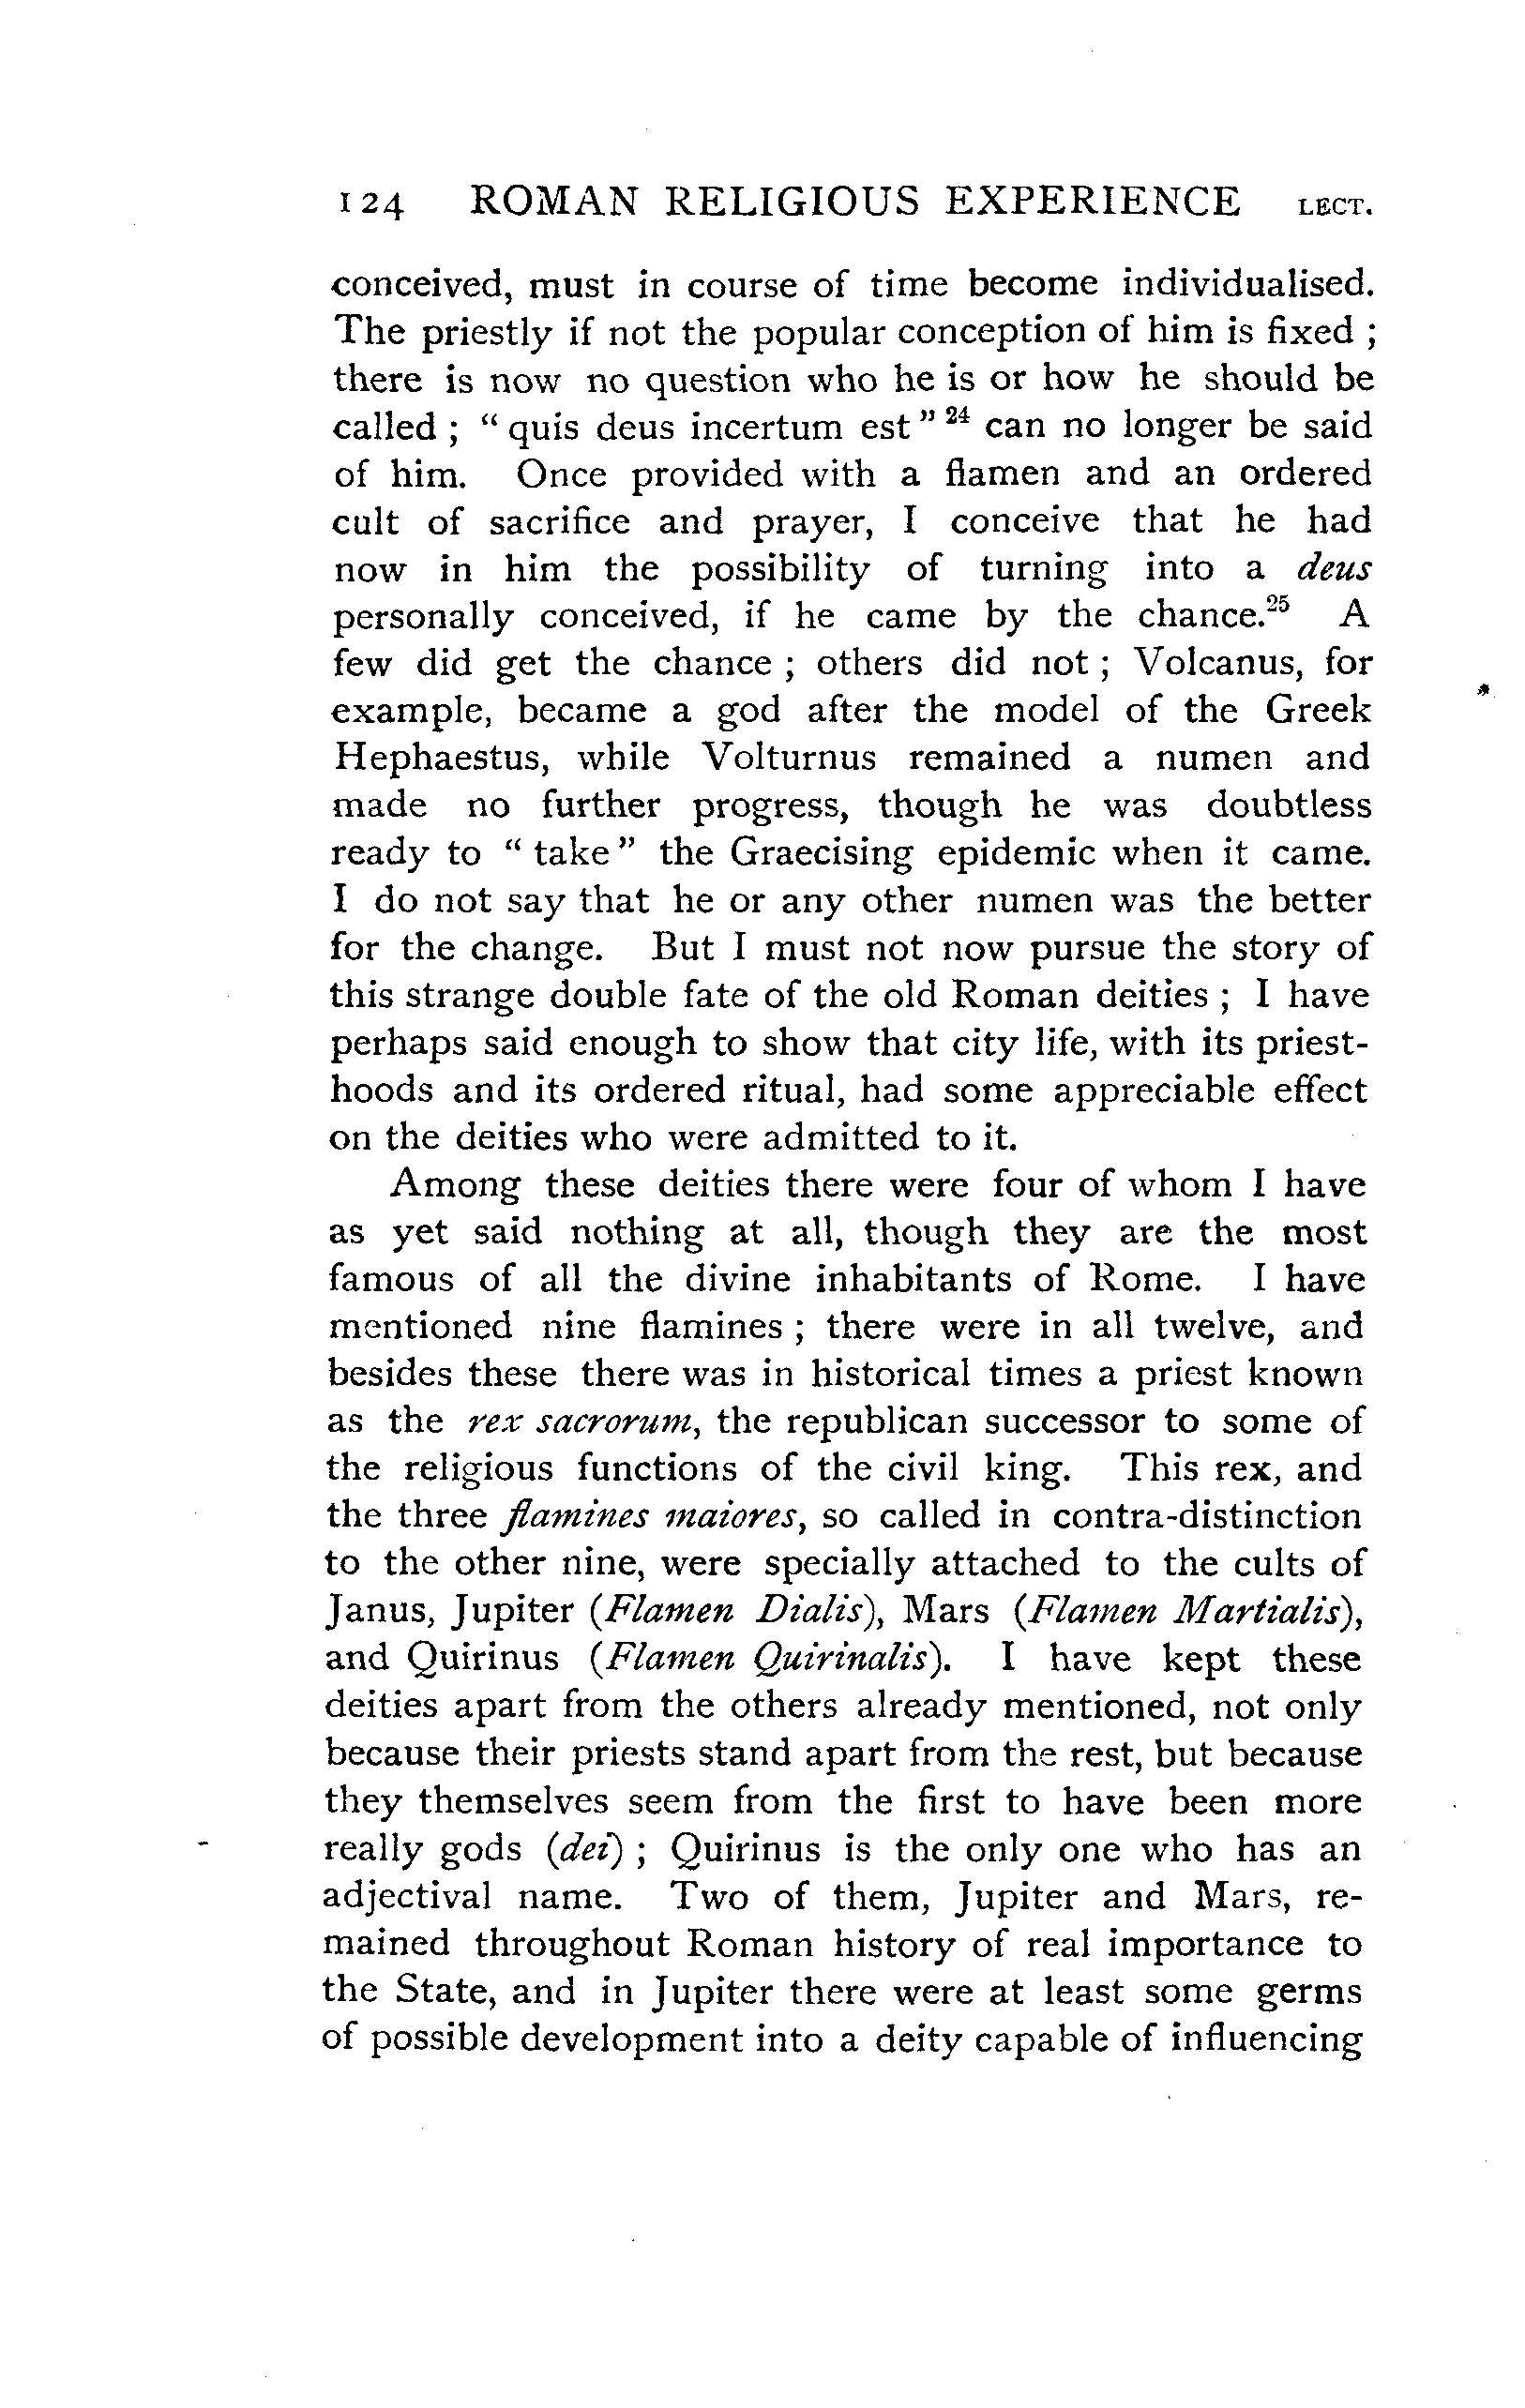 124 ROMAN RELIGIOUS EXPERIENCE LECT.
conceived, must in course of time become individualised.
The priestly if not the popular conception of him is fixed ;
there is now no question who he is or how he should be
called ; “ quis deus incertum est ” 24 can no longer be said
of him. Once provided with a flamen and an ordered
cult of sacrifice and prayer, I conceive that he had
now in him the possibility of turning into a deus
personally conceived, if he came by the chance.25 A
few did get the chance ; others did not ; Volcanus, for
example, became a god after the model of the Greek
Hephaestus, while Volturnus remained a numen and
made no further progress, though he was doubtless
ready to “ take ” the Graecising epidemic when it came.
I do not say that he or any other numen was the better
for the change. But I must not now pursue the story of
this strange double fate of the old Roman deities ; I have
perhaps said enough to show that city life, with its priest-
hoods and its ordered ritual, had some appreciable effect
on the deities who were admitted to it.
Among these deities there were four of whom I have
as yet said nothing at all, though they are the most
famous of all the divine inhabitants of Rome. I have
mentioned nine flamines ; there were in all twelve, and
besides these there was in historical times a priest known
as the rex sacrorum, the republican successor to some of
the religious functions of the civil king. This rex, and
the three flamines maiores, so called in contra-distinction
to the other nine, were specially attached to the cults of
Janus, Jupiter (Flamen Dialis), Mars (Flamen Martialis),
and Quirinus (Flamen Quirinalis). I have kept these
deities apart from the others already mentioned, not only
because their priests stand apart from the rest, but because
they themselves seem from the first to have been more
really gods (dei) ; Quirinus is the only one who has an
adjectival name. Two of them, Jupiter and Mars, re-
mained throughout Roman history of real importance to
the State, and in Jupiter there were at least some germs
of possible development into a deity capable of influencing